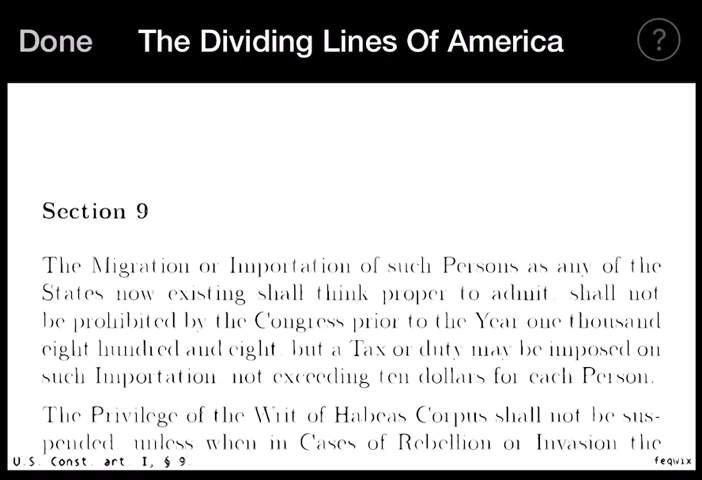 Done The Dividing Lines Of America ?
Section 9
The Migration or Importation of such Persons as any of the
States now existing shall think proper to admit, shall not
be prohibited by the Congress prior to the Year one thousand
eight hundred and eight, but a Tax or duty may be imposed on
such Importation, not exceeding ten dollars for each Person.
The Privilege of the Writ of Habeas Corpus shall not be sus-
pended, unless when in Cases of Rebellion or Invasion the
U.S. Const. art. I, § 9. feqwix